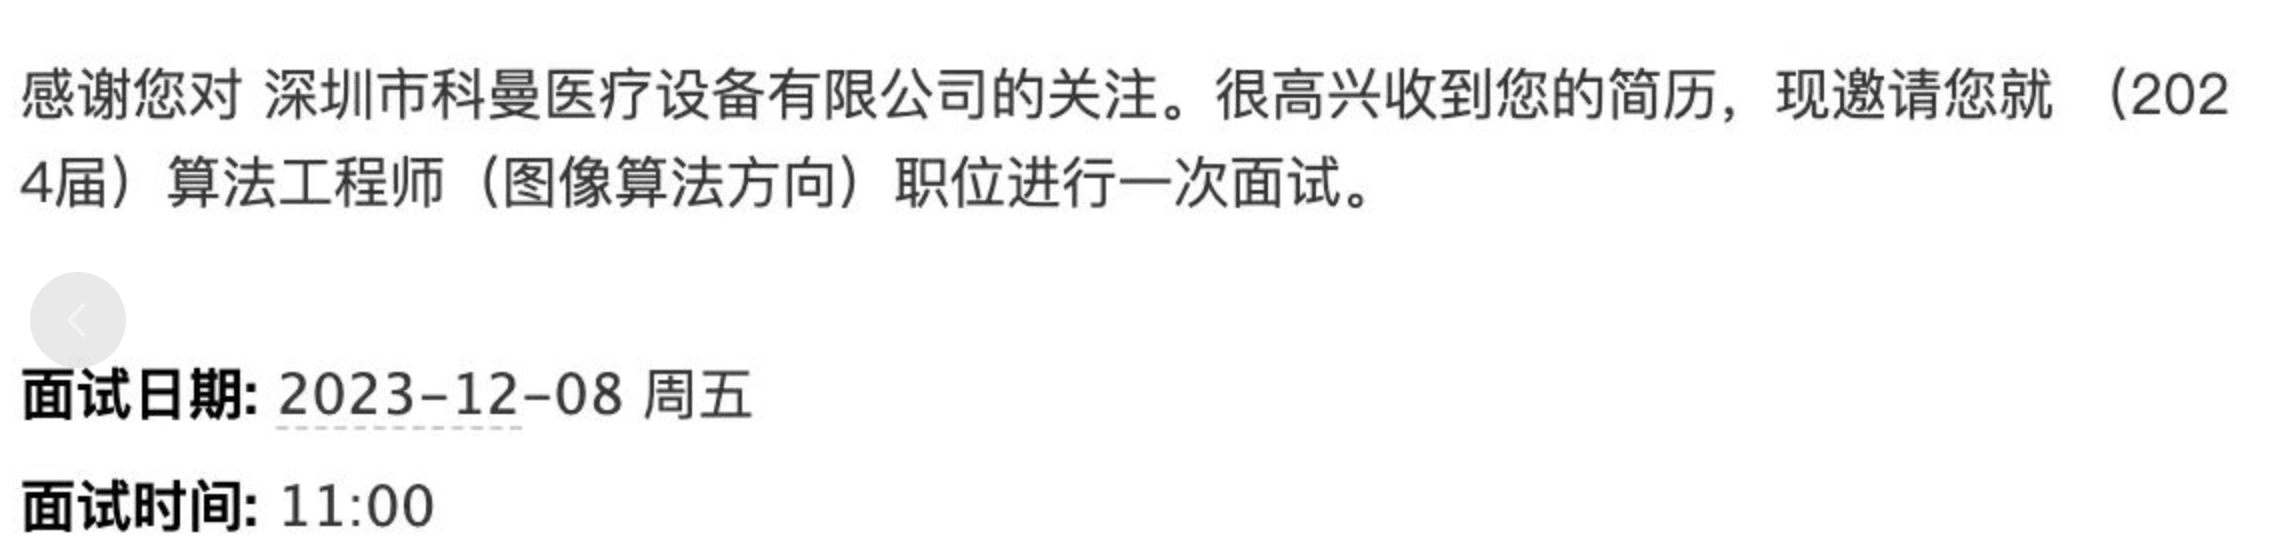 感谢您对 深圳市科曼医疗设备有限公司的关注。很高兴收到您的简历，现邀请您就 （202
4届）算法工程师（图像算法方向）职位进行一次面试。
面试日期: 2023-12-08 周五
面试时间: 11:00